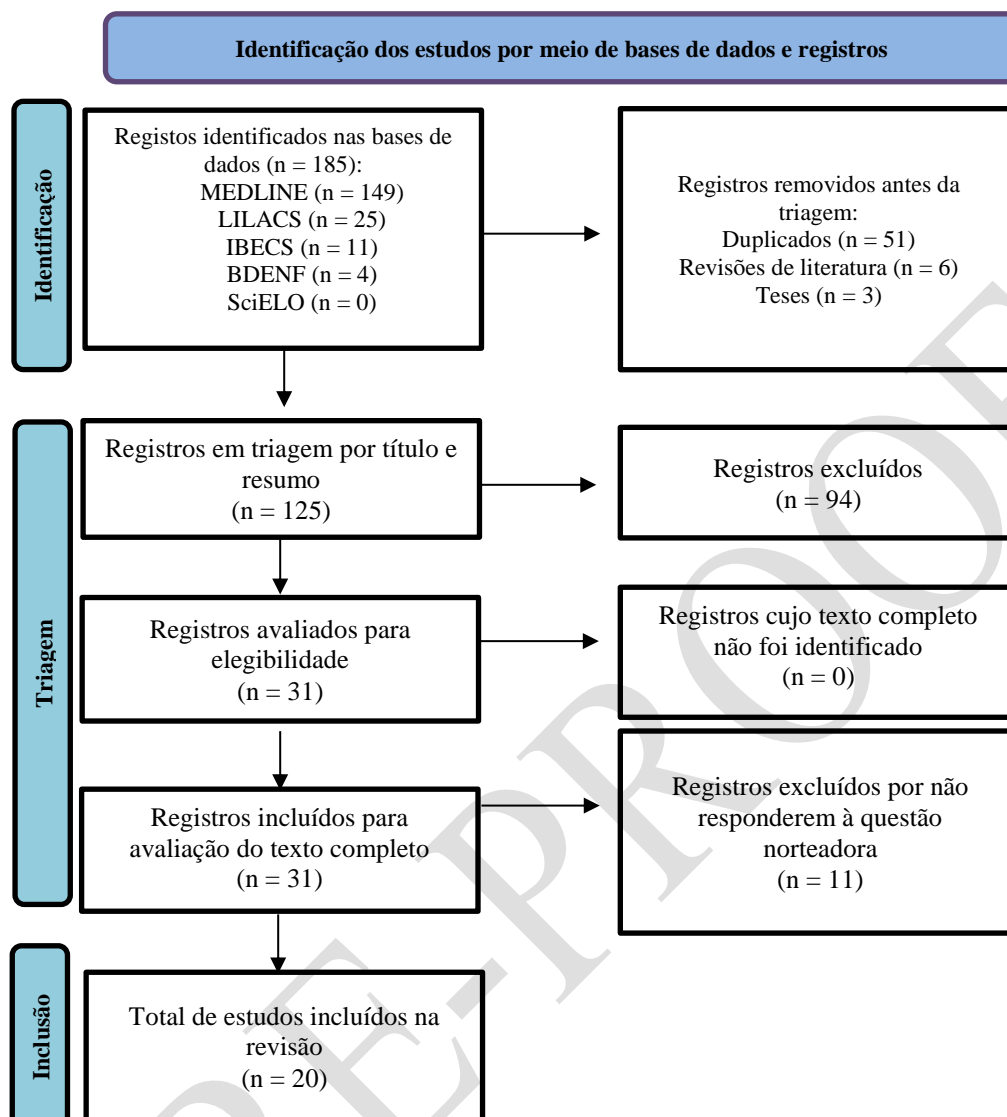 Identificação dos estudos por meio de bases de dados e registros
Identificação
Registos identificados nas bases de
dados (n = 185):
MEDLINE (n = 149)
LILACS (n = 25)
IBECS (n = 11)
BDENF (n = 4)
SciELO (n = 0)
Registros removidos antes da
triagem:
Duplicados (n = 51)
Revisões de literatura (n = 6)
Teses (n = 3)
Triagem
Registros em triagem por título e
resumo
(n = 125)
Registros excluídos
(n = 94)
Registros avaliados para
elegibilidade
(n = 31)
Registros cujo texto completo
não foi identificado
(n = 0)
Registros incluídos para
avaliação do texto completo
(n = 31)
Registros excluídos por não
responderem à questão
norteadora
(n = 11)
Inclusão
Total de estudos incluídos na
revisão
(n = 20)
RE-PROOF